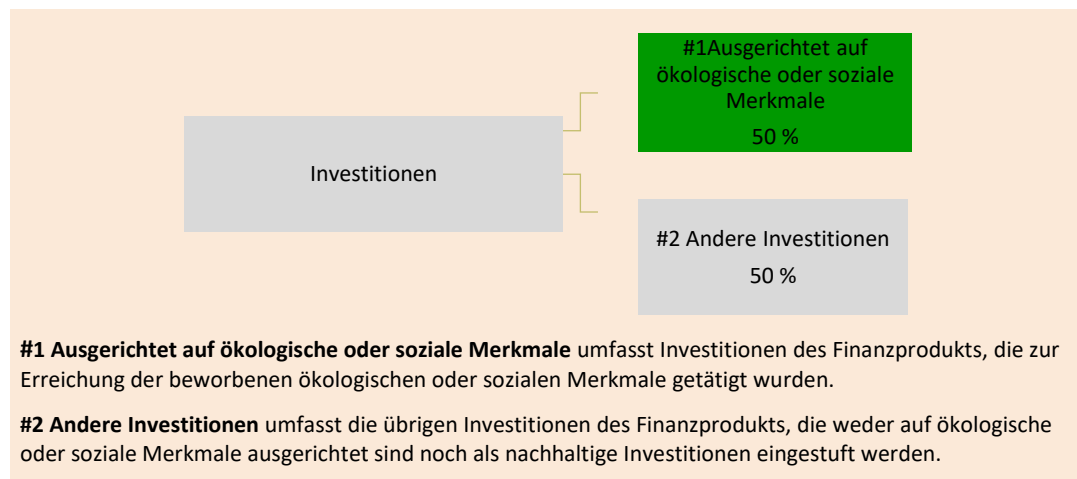 #1Ausgerichtet auf
ökologische oder soziale
Merkmale
50 %
Investitionen
#2 Andere Investitionen
50 %
#1 Ausgerichtet auf ökologische oder soziale Merkmale umfasst Investitionen des Finanzprodukts, die zur
Erreichung der beworbenen ökologischen oder sozialen Merkmale getätigt wurden.
#2 Andere Investitionen umfasst die übrigen Investitionen des Finanzprodukts, die weder auf ökologische
oder soziale Merkmale ausgerichtet sind noch als nachhaltige Investitionen eingestuft werden.